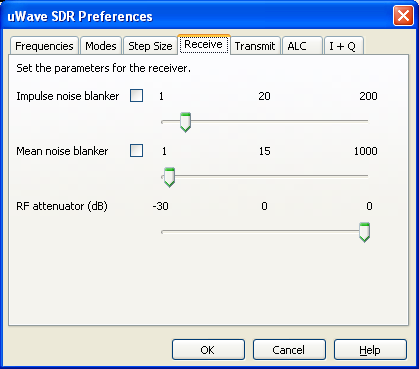 uWave SDR Preferences
Frequencies Modes Step Size Receive Transmit ALC I + Q
Set the parameters for the receiver.
Impulse noise blanker 1 20 200
Mean noise blanker 1 15 1000
RF attenuator (dB) -30 0 0
OK Cancel Help